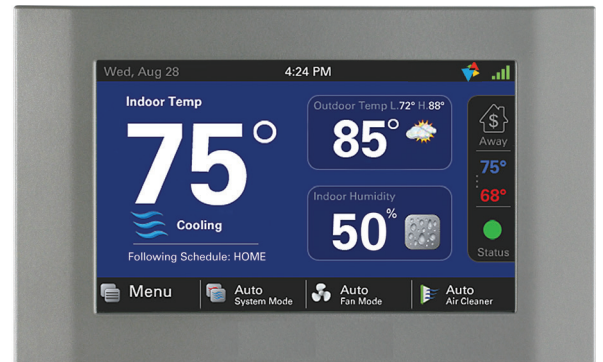 Wed, Aug 28
4:24 PM
Indoor Temp
75°
Cooling
Following Schedule: HOME
Outdoor Temp L.72° H.88°
85°
Indoor Humidity
50%
$
Away
75°
68°
Status
Menu
Auto
System Mode
Auto
Fan Mode
Auto
Air Cleaner